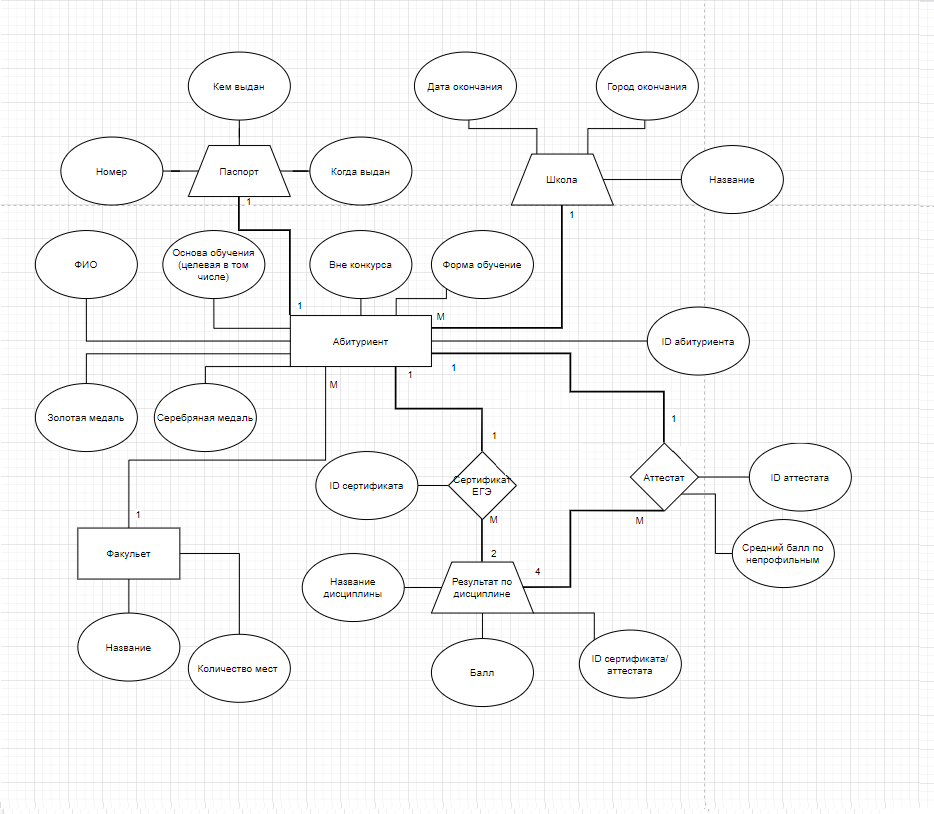 Кем выдан
Дата окончания
Город окончания
Номер
Паспорт
Когда выдан
Школа
Название
1
1
ФИО
Основа обучения
(целевая в том
числе)
Вне конкурса
Форма обучение
1
М
Абитуриент
ID абитуриента
1
1
М
Золотая медаль
Серебряная медаль
1
1
ID сертификата
Сертификат
ЕГЭ
Аттестат
ID аттестата
1
М
М
Факульет
2
Средний балл по
непрофильным
4
Название
дисциплины
Результат по
дисциплине
Название
Количество мест
Балл
ID сертификата/
аттестата